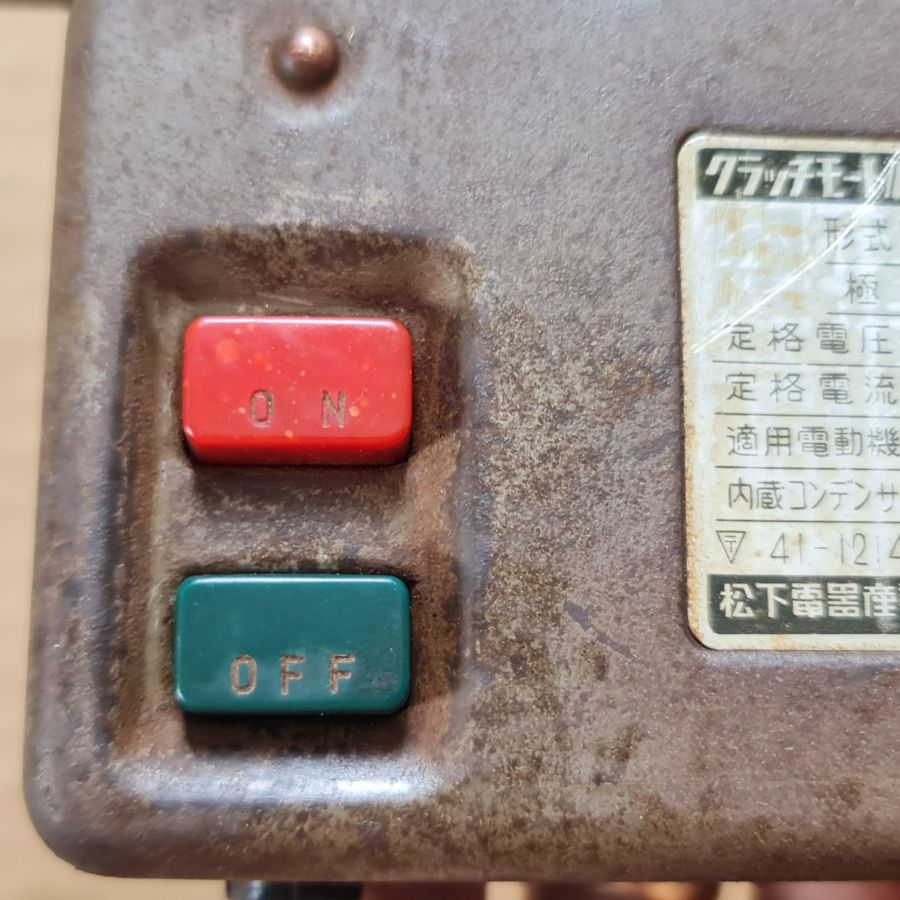 ON
OFF
クラッチモートル
形式
極
定格電圧
定格電流
適用電動機
内蔵コンデンサ
〒 41-1214
松下電器産